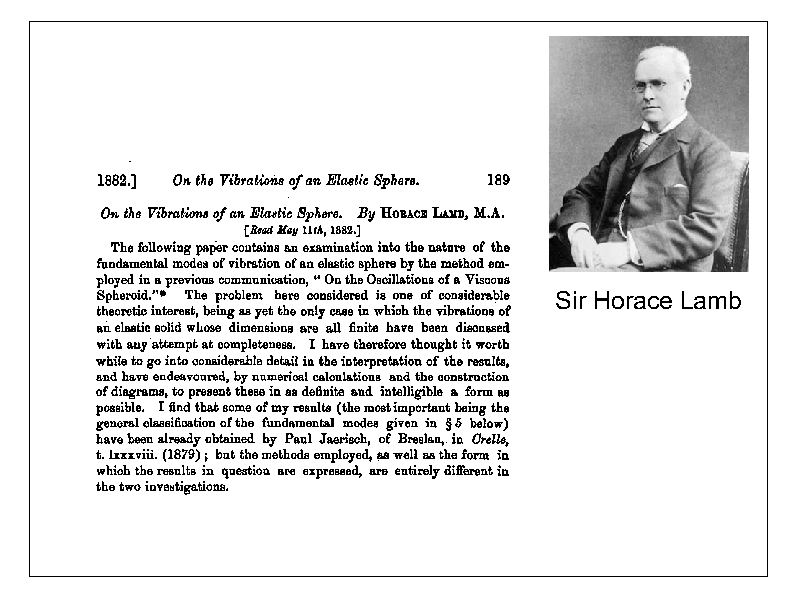 1882.] On the Vibrations of an Elastic Sphere. 189
On the Vibrations of an Elastic Sphere. By HORACE LAMB, M.A.
[Read May 11th, 1882.]
The following paper contains an examination into the nature of the
fundamental modes of vibration of an elastic sphere by the method em-
ployed in a previous communication, “ On the Oscillations of a Viscous
Spheroid.”* The problem here considered is one of considerable
theoretic interest, being as yet the only case in which the vibrations of
an elastic solid whose dimensions are all finite have been discussed
with any attempt at completeness. I have therefore thought it worth
while to go into considerable detail in the interpretation of the results,
and have endeavoured, by numerical calculations and the construction
of diagrams, to present these in as definite and intelligible a form as
possible. I find that some of my results (the most important being the
general classification of the fundamental modes given in § 5 below)
have been already obtained by Paul Jaerisch, of Breslau, in Crelle,
t. lxxxviii. (1879) ; but the methods employed, as well as the form in
which the results in question are expressed, are entirely different in
the two investigations.
Sir Horace Lamb